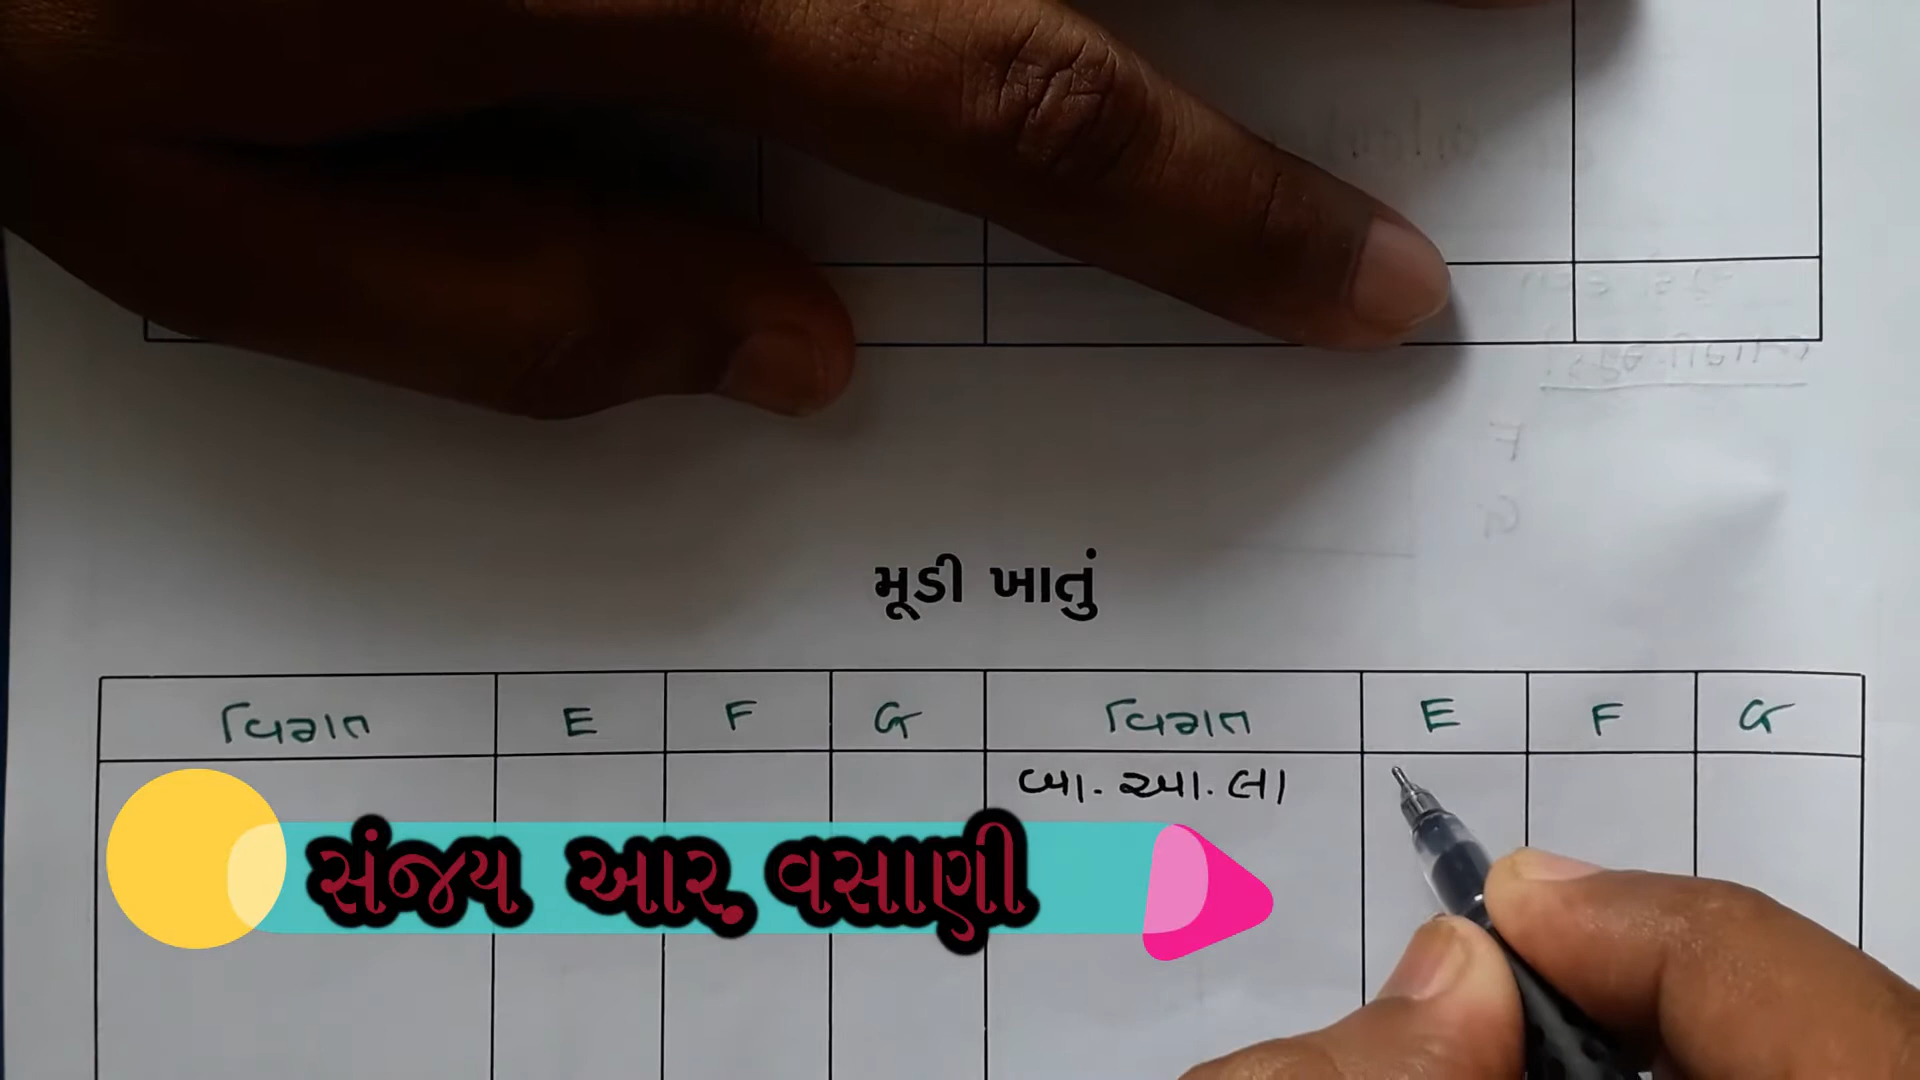 મૂડી ખાતું
વિગત E F G વિગત E F G
બા. આ. લા
સંજય આર. વસાણી
F
G